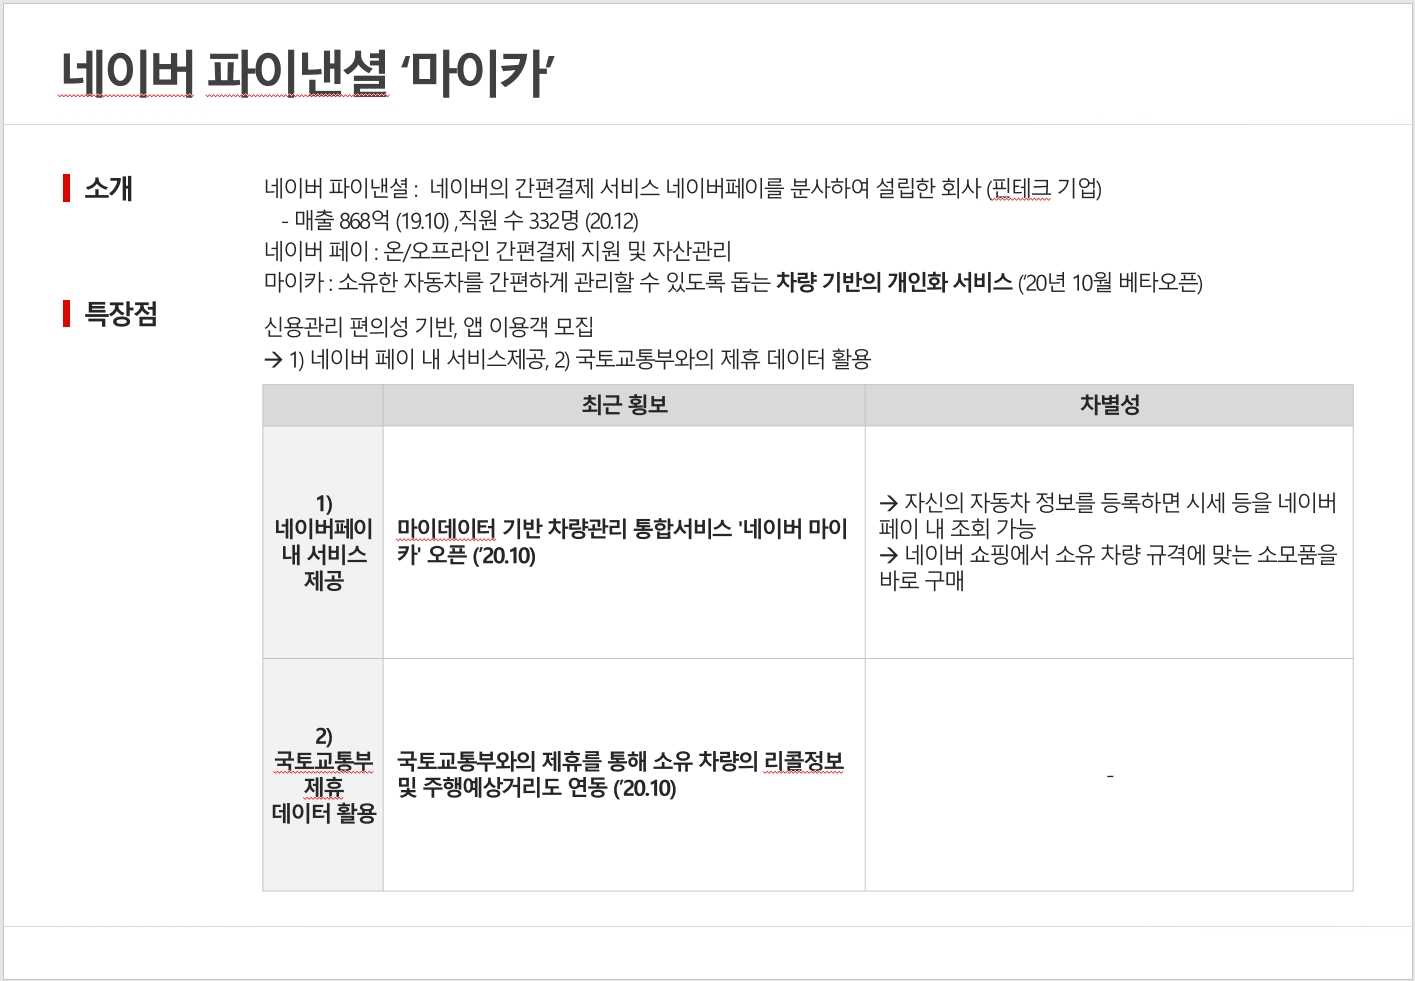 네이버 파이낸셜 ‘마이카’
소개
네이버 파이낸셜 : 네이버의 간편결제 서비스 네이버페이를 분사하여 설립한 회사 (핀테크 기업)
- 매출 868억 (19.10) ,직원 수 332명 (20.12)
네이버 페이 : 온/오프라인 간편결제 지원 및 자산관리
마이카 : 소유한 자동차를 간편하게 관리할 수 있도록 돕는 차량 기반의 개인화 서비스 (‘20년 10월 베타오픈)
특장점
신용관리 편의성 기반, 앱 이용객 모집
→ 1) 네이버 페이 내 서비스제공, 2) 국토교통부와의 제휴 데이터 활용
최근 횡보
차별성
1)
네이버페이
내 서비스
제공
마이데이터 기반 차량관리 통합서비스 '네이버 마이
카' 오픈 (’20.10)
→ 자신의 자동차 정보를 등록하면 시세 등을 네이버
페이 내 조회 가능
→ 네이버 쇼핑에서 소유 차량 규격에 맞는 소모품을
바로 구매
2)
국토교통부
제휴
데이터 활용
국토교통부와의 제휴를 통해 소유 차량의 리콜정보
및 주행예상거리도 연동 (’20.10)
-